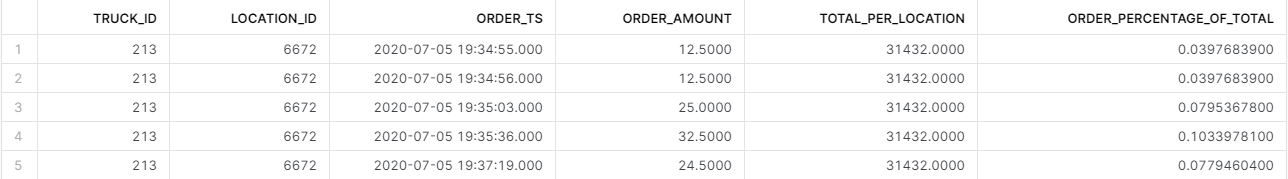 TRUCK_ID LOCATION_ID ORDER_TS ORDER_AMOUNT TOTAL_PER_LOCATION ORDER_PERCENTAGE_OF_TOTAL
1 213 6672 2020-07-05 19:34:55.000 12.5000 31432.0000 0.0397683900
2 213 6672 2020-07-05 19:34:56.000 12.5000 31432.0000 0.0397683900
3 213 6672 2020-07-05 19:35:03.000 25.0000 31432.0000 0.0795367800
4 213 6672 2020-07-05 19:35:36.000 32.5000 31432.0000 0.1033978100
5 213 6672 2020-07-05 19:37:19.000 24.5000 31432.0000 0.0779460400